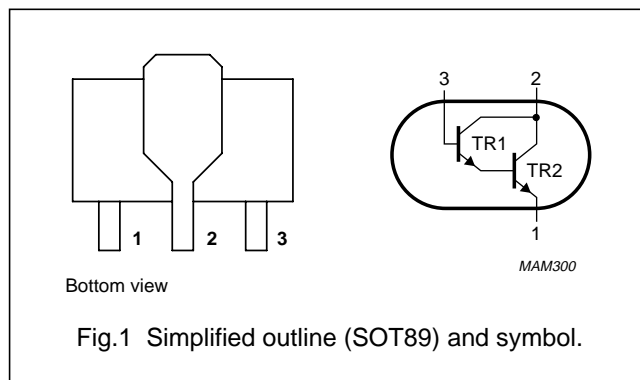 3 2
TR1
TR2
1 2 3
1
MAM300
Bottom view
Fig.1 Simplified outline (SOT89) and symbol.